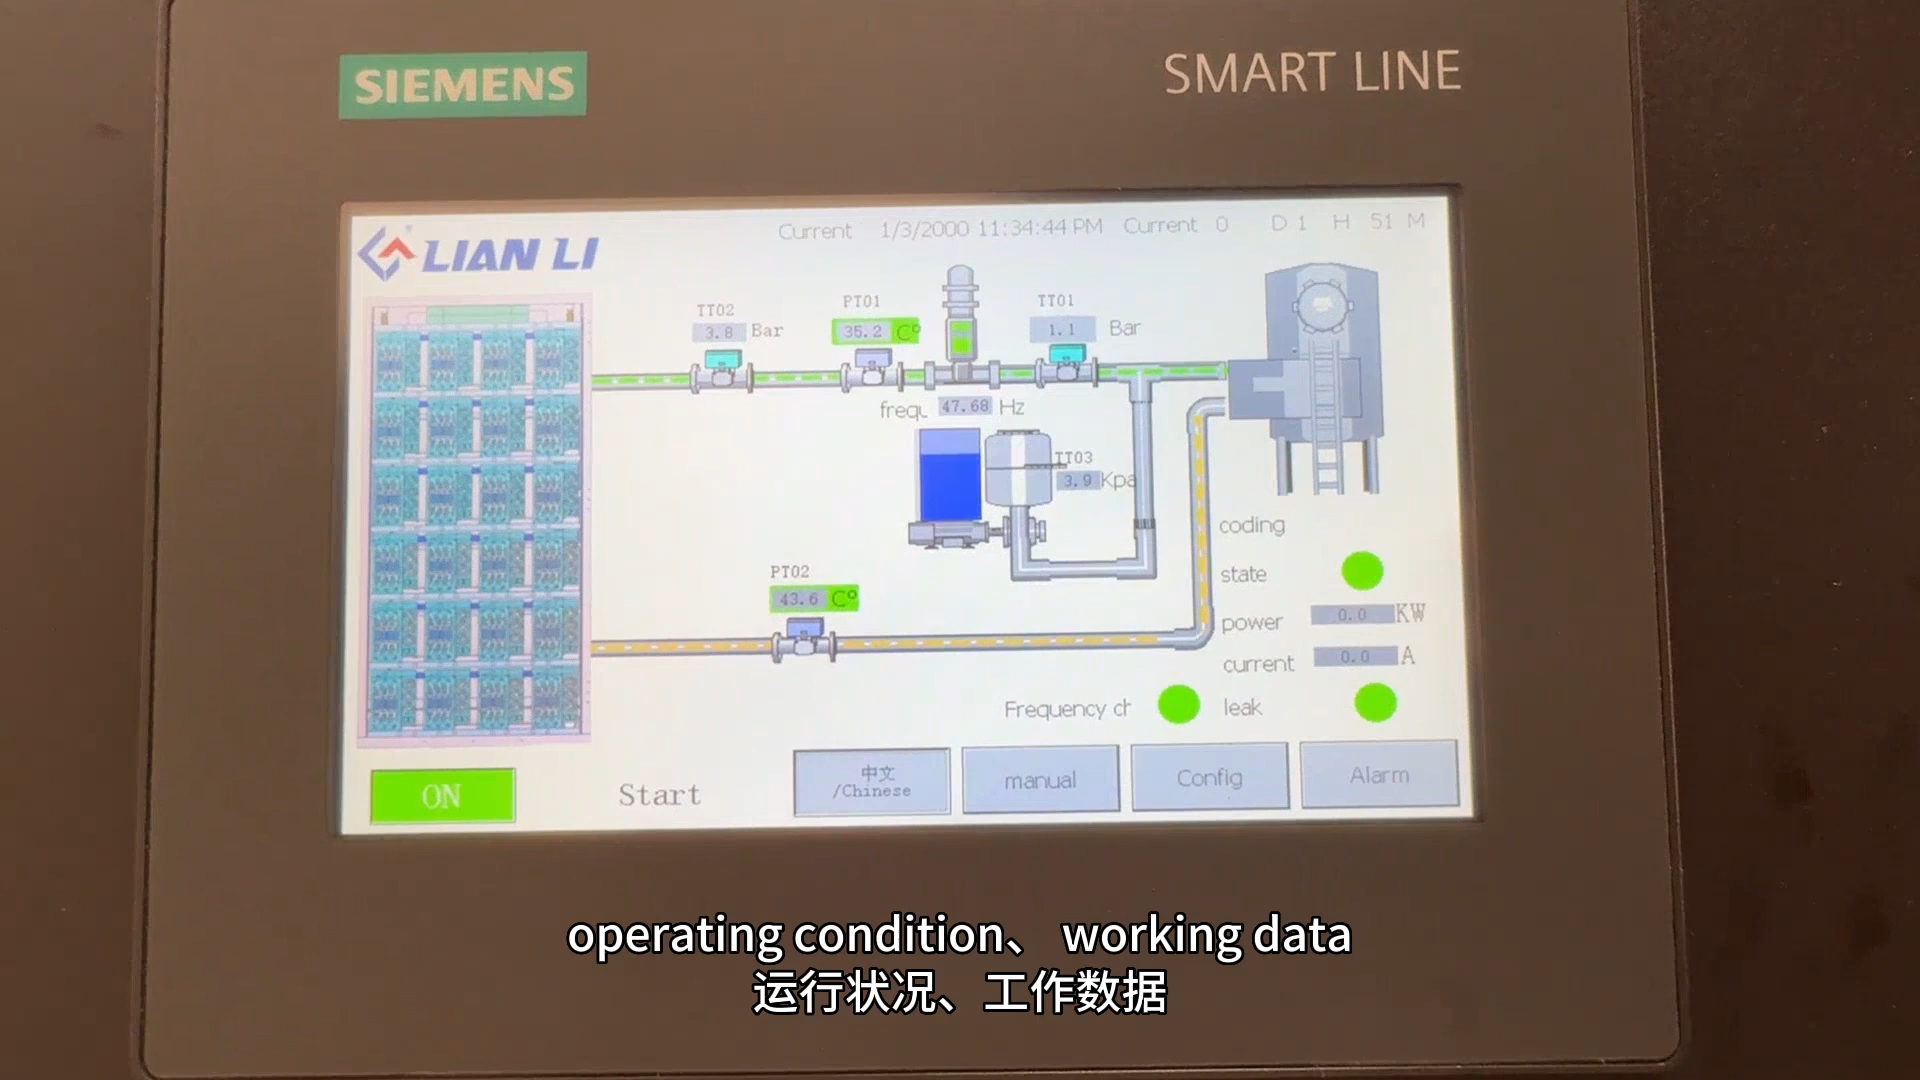 SIEMENS
SMART LINE
LIAN LI
Current 1/3/2000 11:34:44 PM Current 0 D 1 H 51 M
TT02
3.8 Bar
PT01
35.2 C°
TT01
1.1 Bar
frequ 47.68 Hz
TT03
3.9 Kpa
coding
PT02
43.6 C°
state
power 0.0 KW
current 0.0 A
Frequency ch
leak
ON
Start
中文
/Chinese
manual
Config
Alarm
operating condition、 working data
运行状况、工作数据